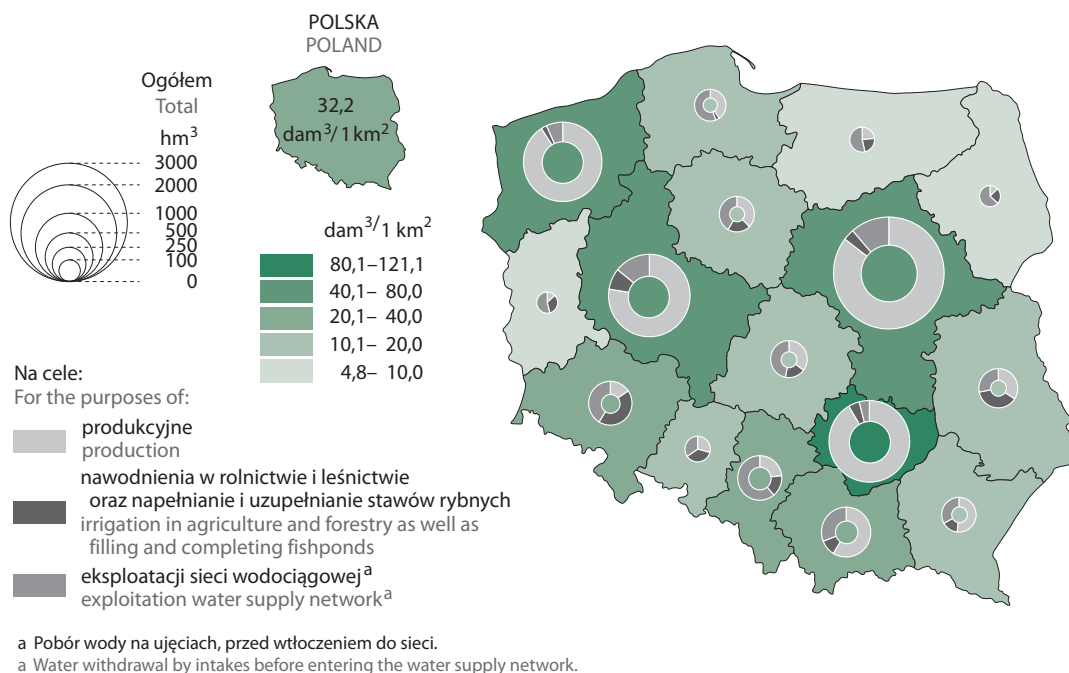 POLSKA
POLAND
32,2
dam³/1 km²
Ogółem
Total
hm³
3000
2000
1000
500
250
100
0
dam³/1 km²
80,1–121,1
40,1– 80,0
20,1– 40,0
10,1– 20,0
4,8– 10,0
Na cele:
For the purposes of:
produkcyjne
production
nawodnienia w rolnictwie i leśnictwie
oraz napełnianie i uzupełnianie stawów rybnych
irrigation in agriculture and forestry as well as
filling and completing fishponds
eksploatacji sieci wodociągowej a
exploitation water supply network a
a Pobór wody na ujęciach, przed wtłoczeniem do sieci.
a Water withdrawal by intakes before entering the water supply network.